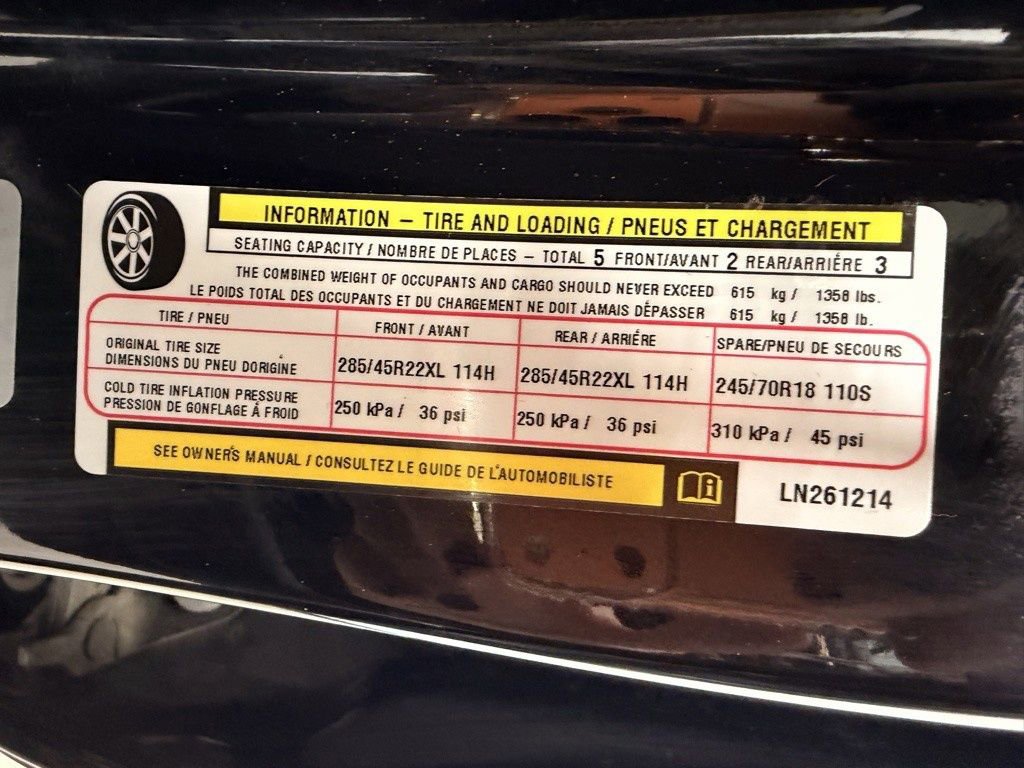 INFORMATION – TIRE AND LOADING / PNEUS ET CHARGEMENT
SEATING CAPACITY / NOMBRE DE PLACES – TOTAL 5 FRONT/AVANT 2 REAR/ARRIÉRE 3
THE COMBINED WEIGHT OF OCCUPANTS AND CARGO SHOULD NEVER EXCEED 615 kg / 1358 lbs.
LE POIDS TOTAL DES OCCUPANTS ET DU CHARGEMENT NE DOIT JAMAIS DÉPASSER 615 kg / 1358 lb.
TIRE / PNEU FRONT / AVANT REAR / ARRIÉRE SPARE/PNEU DE SECOURS
ORIGINAL TIRE SIZE
DIMENSIONS DU PNEU DORIGINE 285/45R22XL 114H 285/45R22XL 114H 245/70R18 110S
COLD TIRE INFLATION PRESSURE
PRESSION DE GONFLAGE À FROID 250 kPa / 36 psi 250 kPa / 36 psi 310 kPa / 45 psi
SEE OWNER'S MANUAL / CONSULTEZ LE GUIDE DE L'AUTOMOBILISTE
LN261214